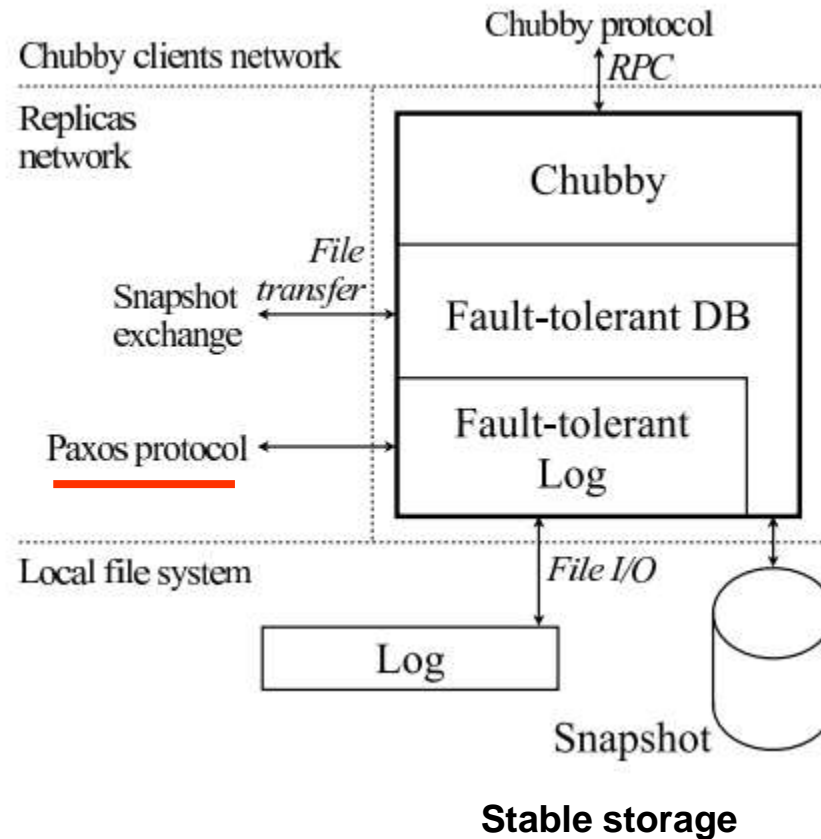 Chubby protocol
Chubby clients network
RPC
Replicas
network
Chubby
File
transfer
Snapshot
exchange
Fault-tolerant DB
Paxos protocol
Fault-tolerant
Log
Local file system
File I/O
Log
Snapshot
Stable storage